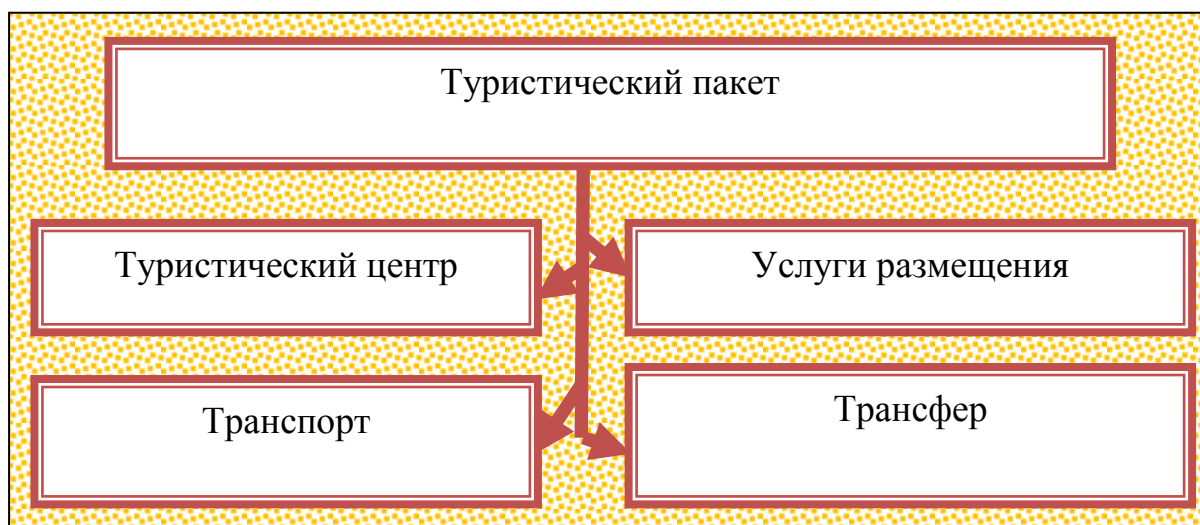 Туристический пакет
Туристический центр
Услуги размещения
Транспорт
Трансфер